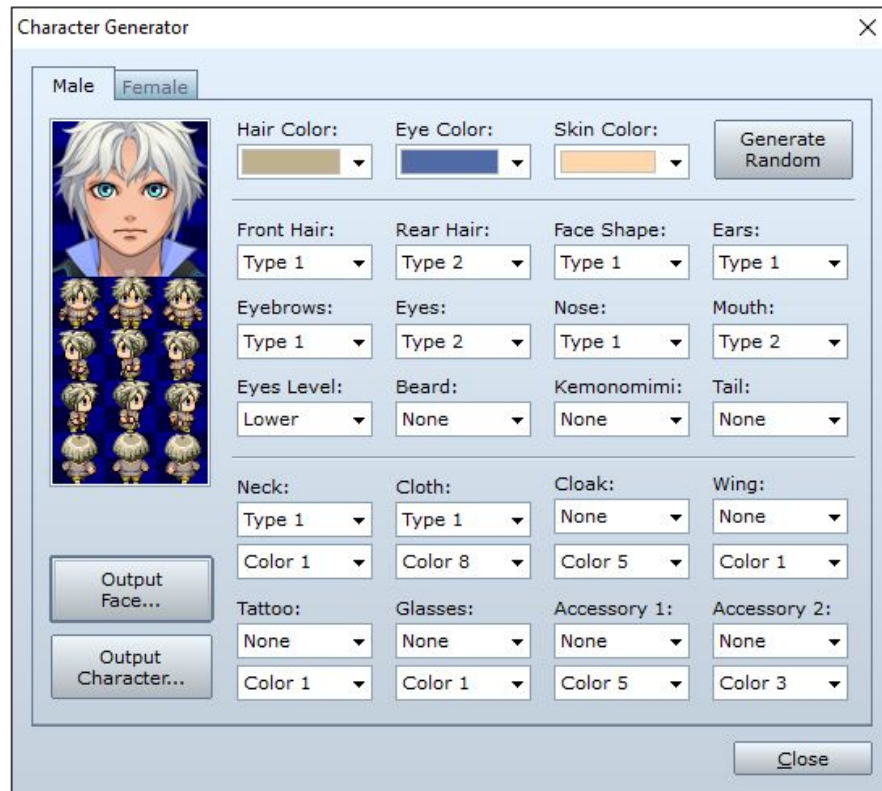 Character Generator
Male Female
Hair Color: Eye Color: Skin Color:
Generate
Random
Front Hair: Rear Hair: Face Shape: Ears:
Type 1 Type 2 Type 1 Type 1
Eyebrows: Eyes: Nose: Mouth:
Type 1 Type 2 Type 1 Type 2
Eyes Level: Beard: Kemonomimi: Tail:
Lower None None None
Neck: Cloth: Cloak: Wing:
Type 1 Type 1 None None
Color 1 Color 8 Color 5 Color 1
Output
Face...
Tattoo: Glasses: Accessory 1: Accessory 2:
None None None None
Color 1 Color 1 Color 5 Color 3
Output
Character...
Close